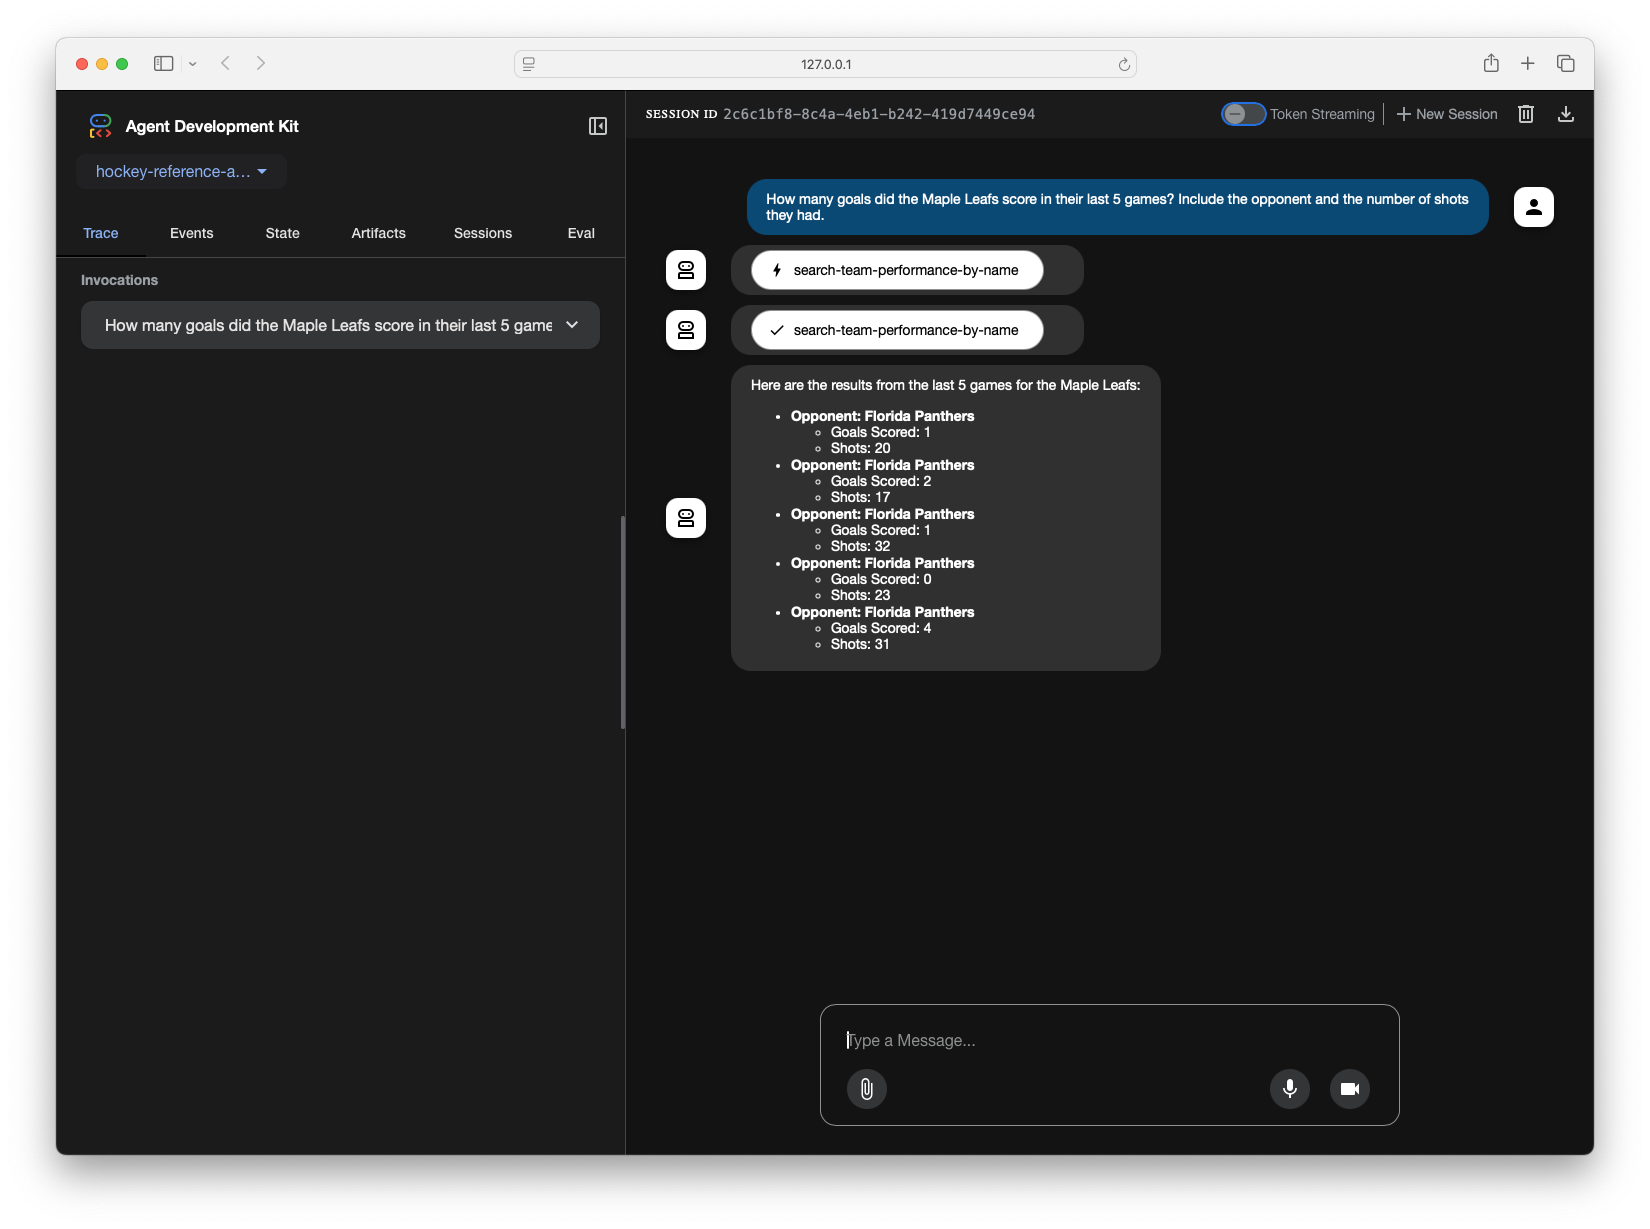 127.0.0.1
Agent Development Kit
SESSION ID 2c6c1bf8-8c4a-4eb1-b242-419d7449ce94
Token Streaming
New Session
hockey-reference-a...
Trace
Events
State
Artifacts
Sessions
Eval
Invocations
How many goals did the Maple Leafs score in their last 5 game
How many goals did the Maple Leafs score in their last 5 games? Include the opponent and the number of shots
they had.
search-team-performance-by-name
search-team-performance-by-name
Here are the results from the last 5 games for the Maple Leafs:
Opponent: Florida Panthers
Goals Scored: 1
Shots: 20
Opponent: Florida Panthers
Goals Scored: 2
Shots: 17
Opponent: Florida Panthers
Goals Scored: 1
Shots: 32
Opponent: Florida Panthers
Goals Scored: 0
Shots: 23
Opponent: Florida Panthers
Goals Scored: 4
Shots: 31
Type a Message...